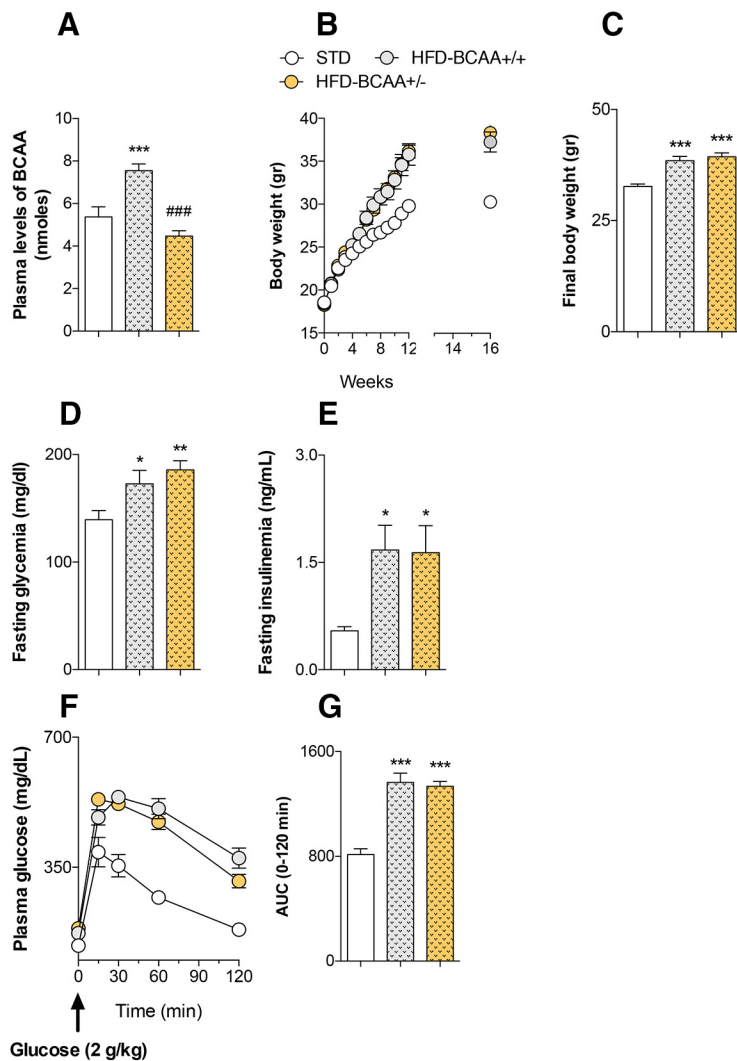 A
B
C
STD
HFD-BCAA+/+
HFD-BCAA+/-
Plasma levels of BCAA
(nmoles)
10
8
6
4
2
0
***
###
Body weight (gr)
40
35
30
25
20
15
0 4 8 12 14 16
Weeks
Final body weight (gr)
50
25
0
*** ***
D
E
Fasting glycemia (mg/dl)
200
100
0
* **
Fasting insulinemia (ng/mL)
3.0
1.5
0.0
* *
F
G
Plasma glucose (mg/dL)
700
350
0 30 60 90 120
Time (min)
Glucose (2 g/kg)
AUC (0-120 min)
1600
800
0
*** ***